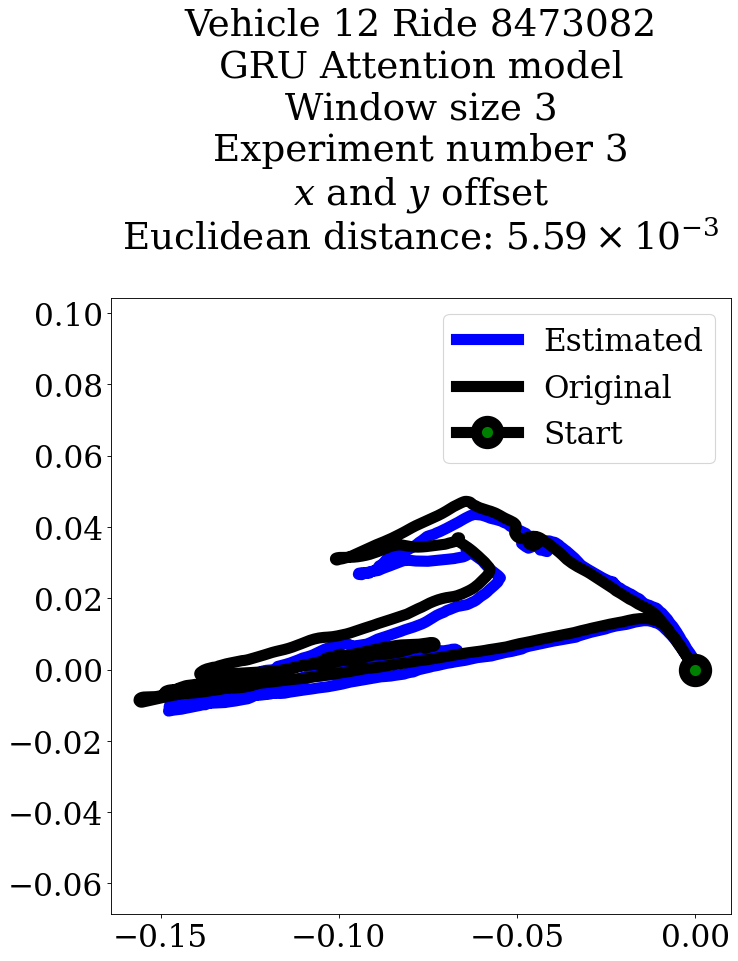 Vehicle 12 Ride 8473082
GRU Attention model
Window size 3
Experiment number 3
x and y offset
Euclidean distance: 5.59 × 10⁻³
Estimated
Original
Start
0.10
0.08
0.06
0.04
0.02
0.00
−0.02
−0.04
−0.06
−0.15
−0.10
−0.05
0.00